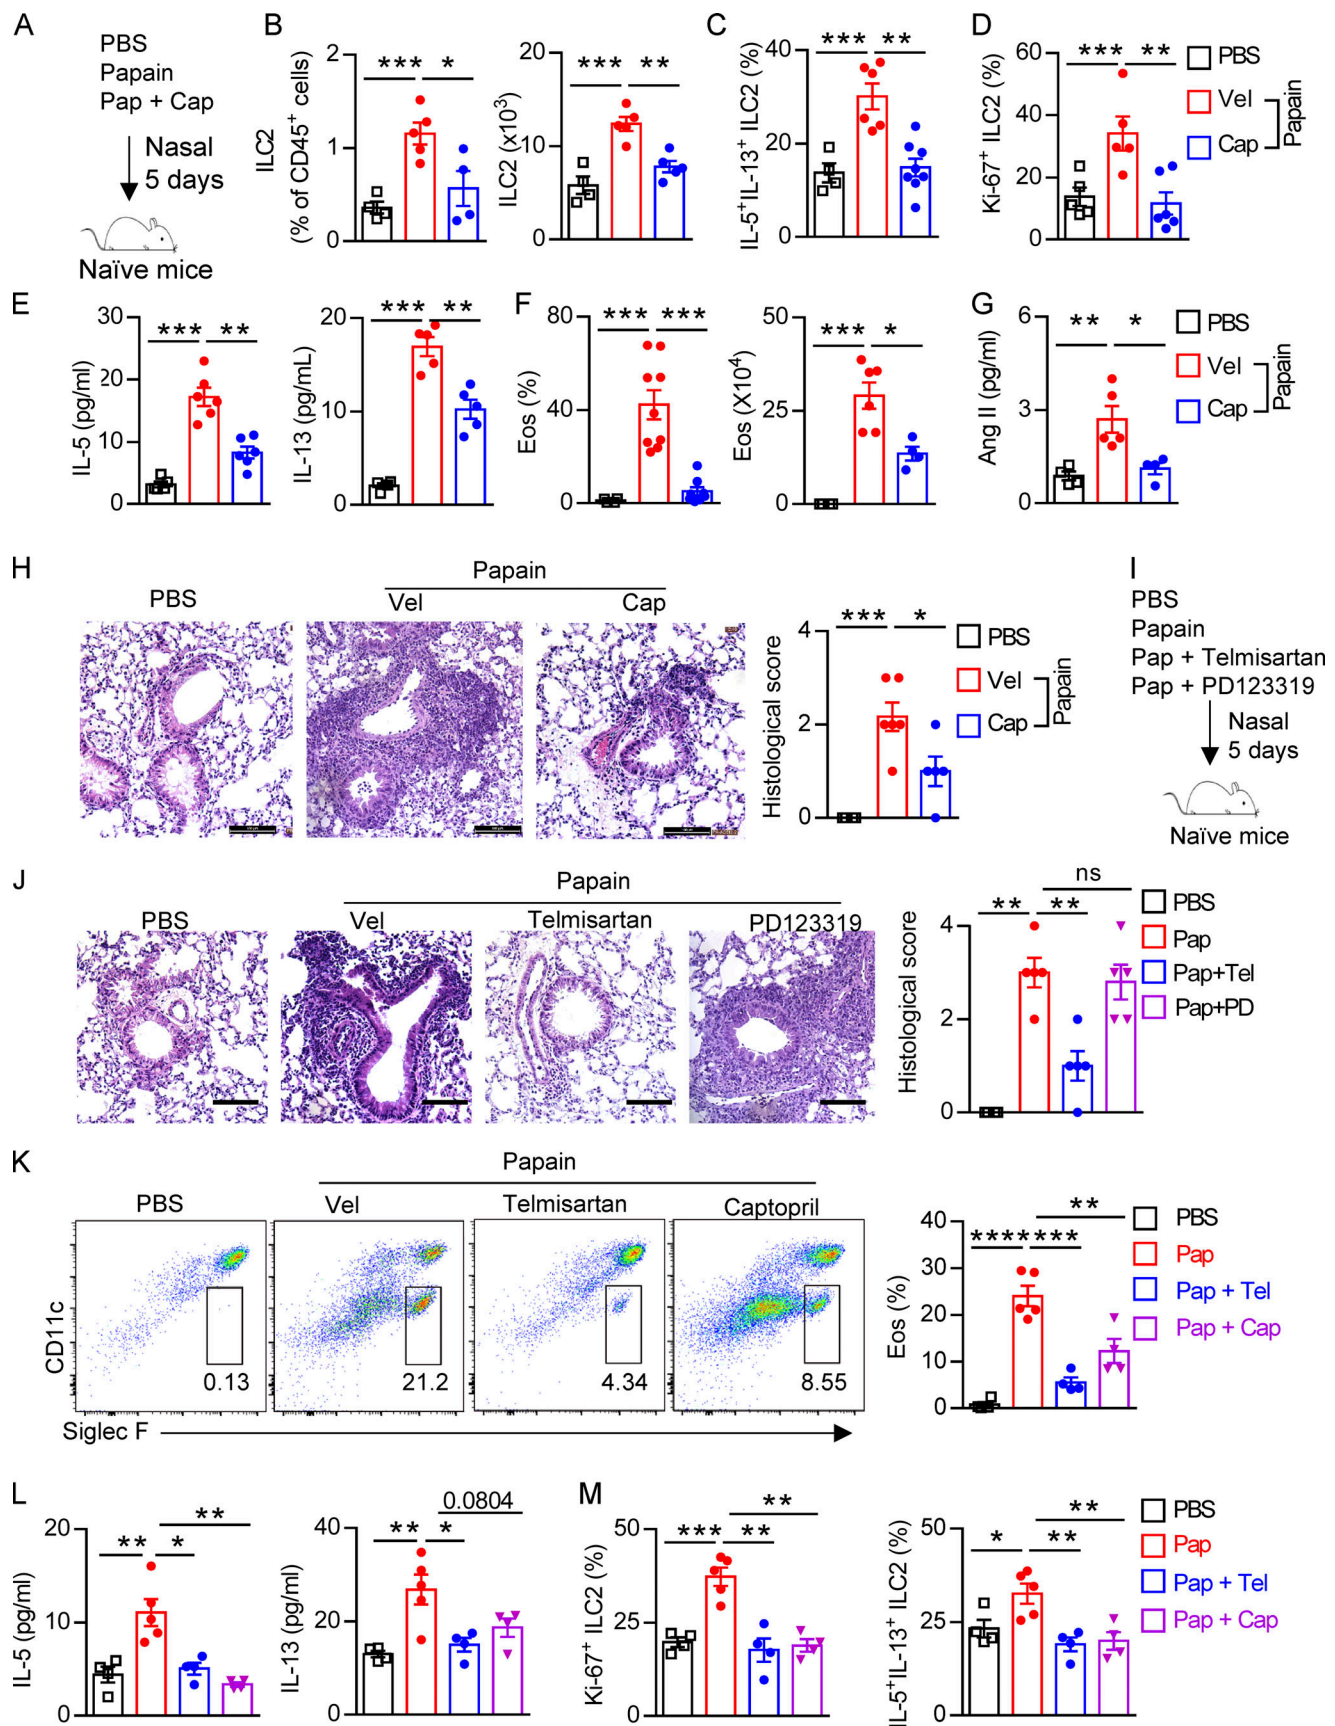 A
PBS
Papain
Pap + Cap
Nasal
5 days
Naïve mice
B
ILC2
(% of CD45⁺ cells)
2
1
0
*** *
ILC2 (x10³)
20
10
0
*** **
C
IL-5⁺IL-13⁺ ILC2 (%)
40
20
0
*** **
D
Ki-67⁺ ILC2 (%)
60
40
20
0
*** **
PBS
Vel
Cap
Papain
E
IL-5 (pg/ml)
30
20
10
0
*** **
IL-13 (pg/mL)
20
10
0
*** **
F
Eos (%)
80
40
0
*** ***
Eos (X10⁴)
50
25
0
*** *
G
Ang II (pg/ml)
6
3
0
** *
PBS
Vel
Cap
Papain
H
Papain
PBS
Vel
Cap
Histological score
4
2
0
*** *
PBS
Vel
Cap
Papain
I
PBS
Papain
Pap + Telmisartan
Pap + PD123319
Nasal
5 days
Naïve mice
J
Papain
PBS
Vel
Telmisartan
PD123319
Histological score
4
2
0
ns
** **
PBS
Pap
Pap+Tel
Pap+PD
K
Papain
PBS
Vel
Telmisartan
Captopril
CD11c
0.13
21.2
4.34
8.55
Siglec F
Eos (%)
40
30
20
10
0
**
**** ***
PBS
Pap
Pap + Tel
Pap + Cap
L
IL-5 (pg/ml)
20
10
0
**
** *
IL-13 (pg/ml)
40
20
0
0.0804
** *
M
Ki-67⁺ ILC2 (%)
50
25
0
**
*** **
IL-5⁺IL-13⁺ ILC2 (%)
50
25
0
**
* **
PBS
Pap
Pap + Tel
Pap + Cap